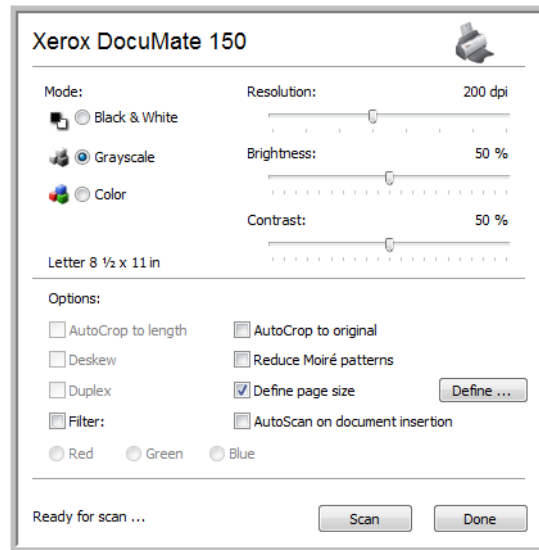 Xerox DocuMate 150
Mode: Resolution: 200 dpi
Black & White
Grayscale Brightness: 50 %
Color
Contrast: 50 %
Letter 8 ½ x 11 in
Options:
AutoCrop to length AutoCrop to original
Deskew Reduce Moiré patterns
Duplex Define page size Define ...
Filter: AutoScan on document insertion
Red Green Blue
Ready for scan ... Scan Done